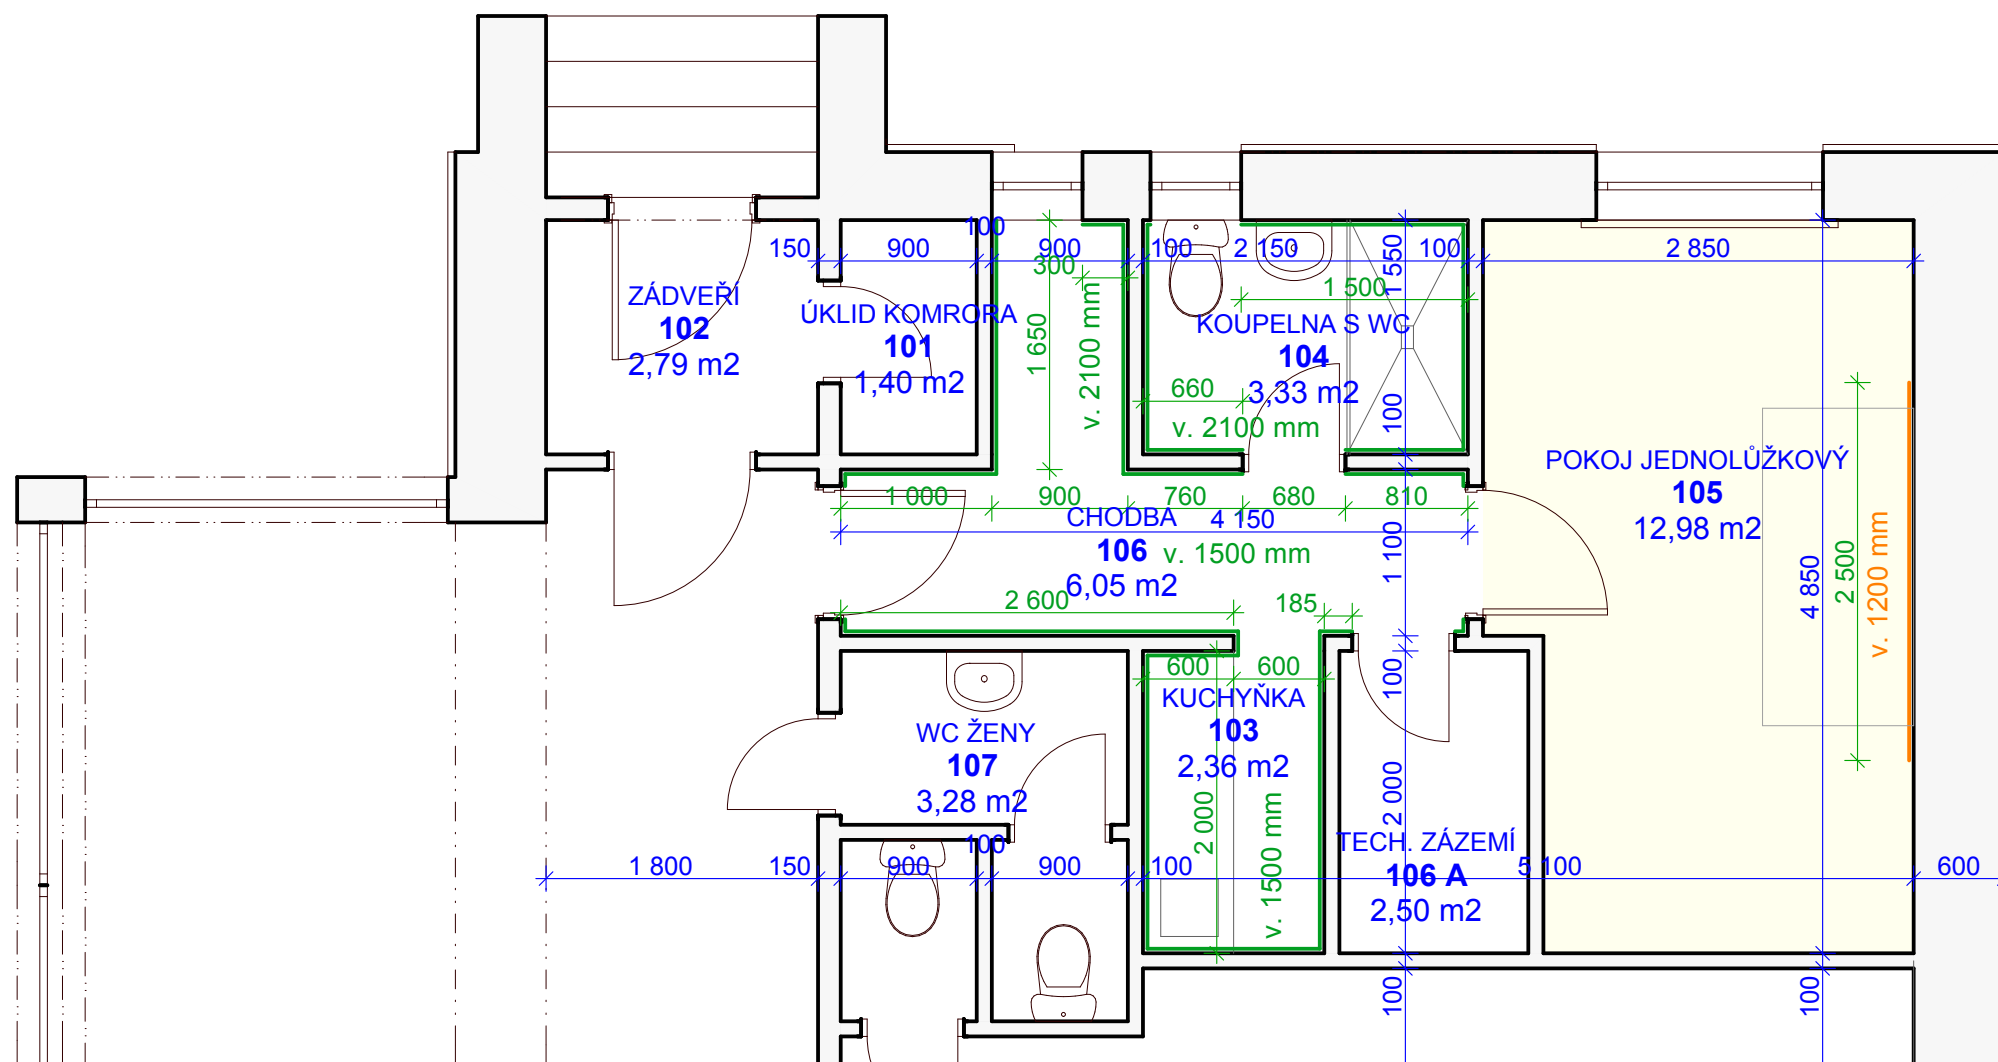 100
150
900
900
100
2 150
100
2 850
1 550
300
1 500
ZÁDVEŘÍ
102
2,79 m2
ÚKLID KOMRORA
101
1,40 m2
1 650
v. 2100 mm
KOUPELNA S WC
104
3,33 m2
660
v. 2100 mm
100
POKOJ JEDNOLŮŽKOVÝ
105
12,98 m2
1 000
900
760
680
810
CHODBA
4 150
106
v. 1500 mm
6,05 m2
1 100
2 500
v. 1200 mm
4 850
2 600
185
600
600
100
KUCHYŇKA
103
2,36 m2
WC ŽENY
107
3,28 m2
2 000
v. 1500 mm
2 000
TECH. ZÁZEMÍ
106 A
2,50 m2
100
1 800
150
900
900
100
5 100
600
100
100